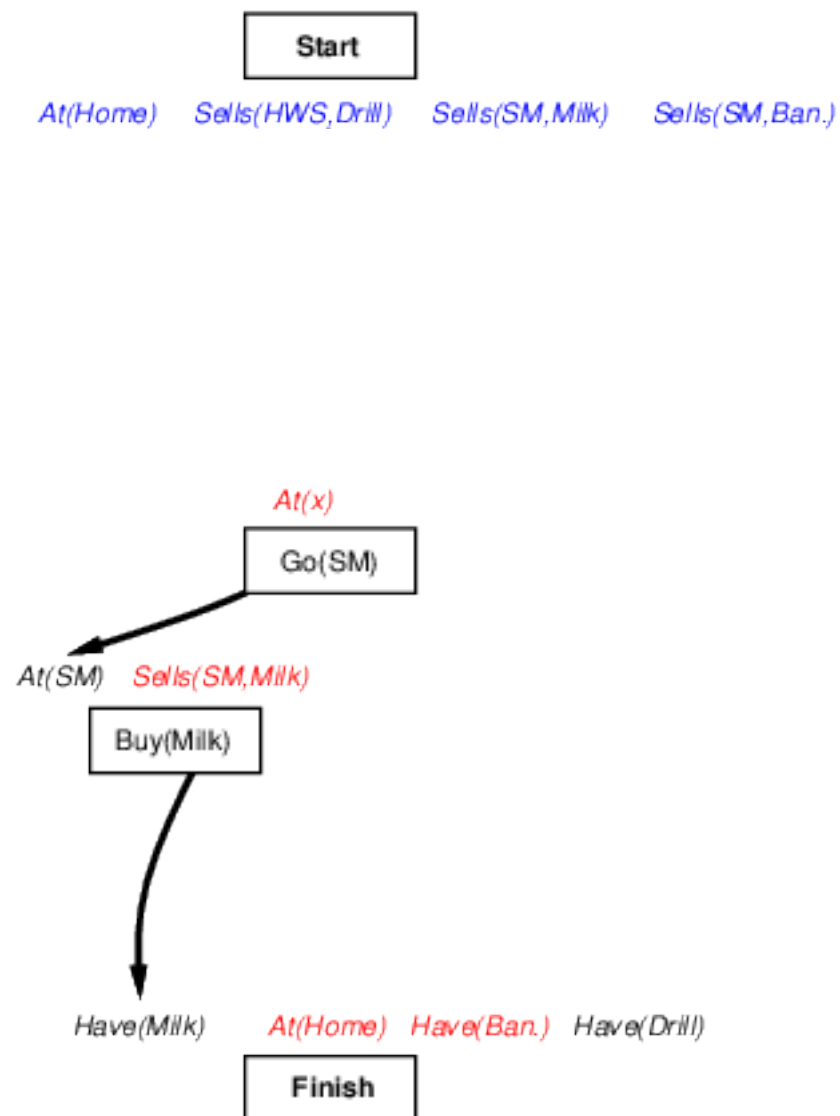 Start
At(Home) Sells(HWS,Drill) Sells(SM,Milk) Sells(SM,Ban.)
At(x)
Go(SM)
At(SM) Sells(SM,Milk)
Buy(Milk)
Have(Milk) At(Home) Have(Ban.) Have(Drill)
Finish